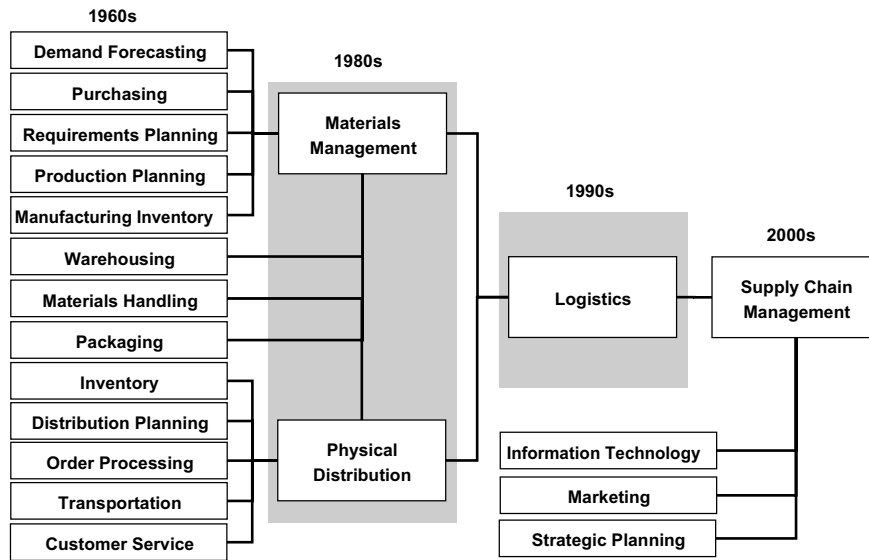 1960s
Demand Forecasting
Purchasing
Requirements Planning
Production Planning
Manufacturing Inventory
Warehousing
Materials Handling
Packaging
Inventory
Distribution Planning
Order Processing
Transportation
Customer Service
1980s
Materials
Management
Physical
Distribution
1990s
Logistics
2000s
Supply Chain
Management
Information Technology
Marketing
Strategic Planning